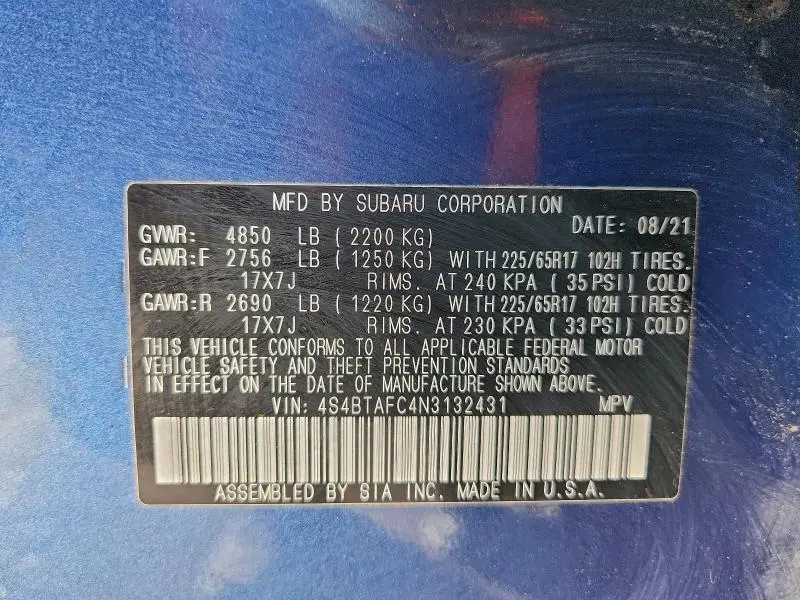 MFD BY SUBARU CORPORATION
DATE: 08/21
GVWR: 4850 LB ( 2200 KG)
GAWR:F 2756 LB ( 1250 KG) WITH 225/65R17 102H TIRES.
17X7J RIMS. AT 240 KPA ( 35 PSI) COLD
GAWR:R 2690 LB ( 1220 KG) WITH 225/65R17 102H TIRES.
17X7J RIMS. AT 230 KPA ( 33 PSI) COLD
THIS VEHICLE CONFORMS TO ALL APPLICABLE FEDERAL MOTOR
VEHICLE SAFETY AND THEFT PREVENTION STANDARDS
IN EFFECT ON THE DATE OF MANUFACTURE SHOWN ABOVE.
VIN: 4S4BTAFC4N3132431 MPV
ASSEMBLED BY SIA INC. MADE IN U.S.A.